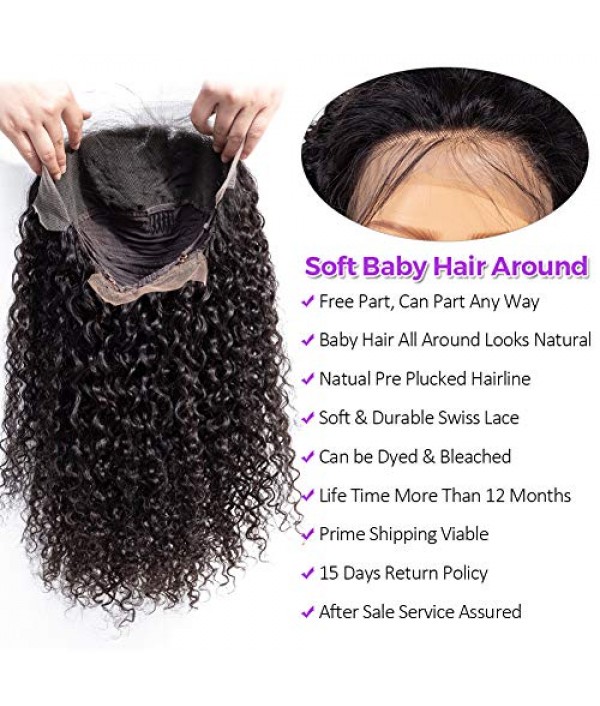 Soft Baby Hair Around
✓ Free Part, Can Part Any Way
✓ Baby Hair All Around Looks Natural
✓ Natual Pre Plucked Hairline
✓ Soft & Durable Swiss Lace
✓ Can be Dyed & Bleached
✓ Life Time More Than 12 Months
✓ Prime Shipping Viable
✓ 15 Days Return Policy
✓ After Sale Service Assured